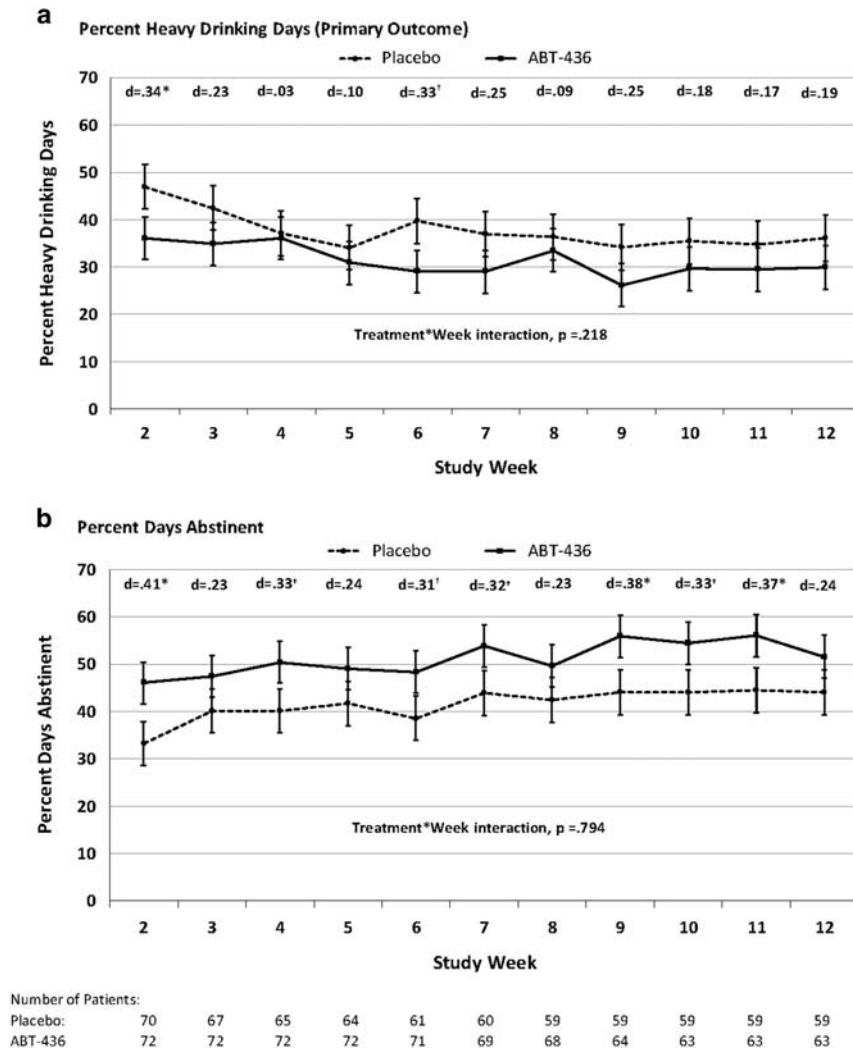 a Percent Heavy Drinking Days (Primary Outcome)
Placebo ABT-436
70 d=.34* d=.23 d=.03 d=.10 d=.33† d=.25 d=.09 d=.25 d=.18 d=.17 d=.19
60
50
40
30
20
10
0
Percent Heavy Drinking Days
Treatment*Week interaction, p =.218
2 3 4 5 6 7 8 9 10 11 12
Study Week
b Percent Days Abstinent
Placebo ABT-436
70 d=.41* d=.23 d=.33† d=.24 d=.31† d=.32† d=.23 d=.38* d=.33† d=.37* d=.24
60
50
40
30
20
10
0
Percent Days Abstinent
Treatment*Week interaction, p =.794
2 3 4 5 6 7 8 9 10 11 12
Study Week
Number of Patients:
Placebo: 70 67 65 64 61 60 59 59 59 59 59
ABT-436 72 72 72 72 71 69 68 64 63 63 63